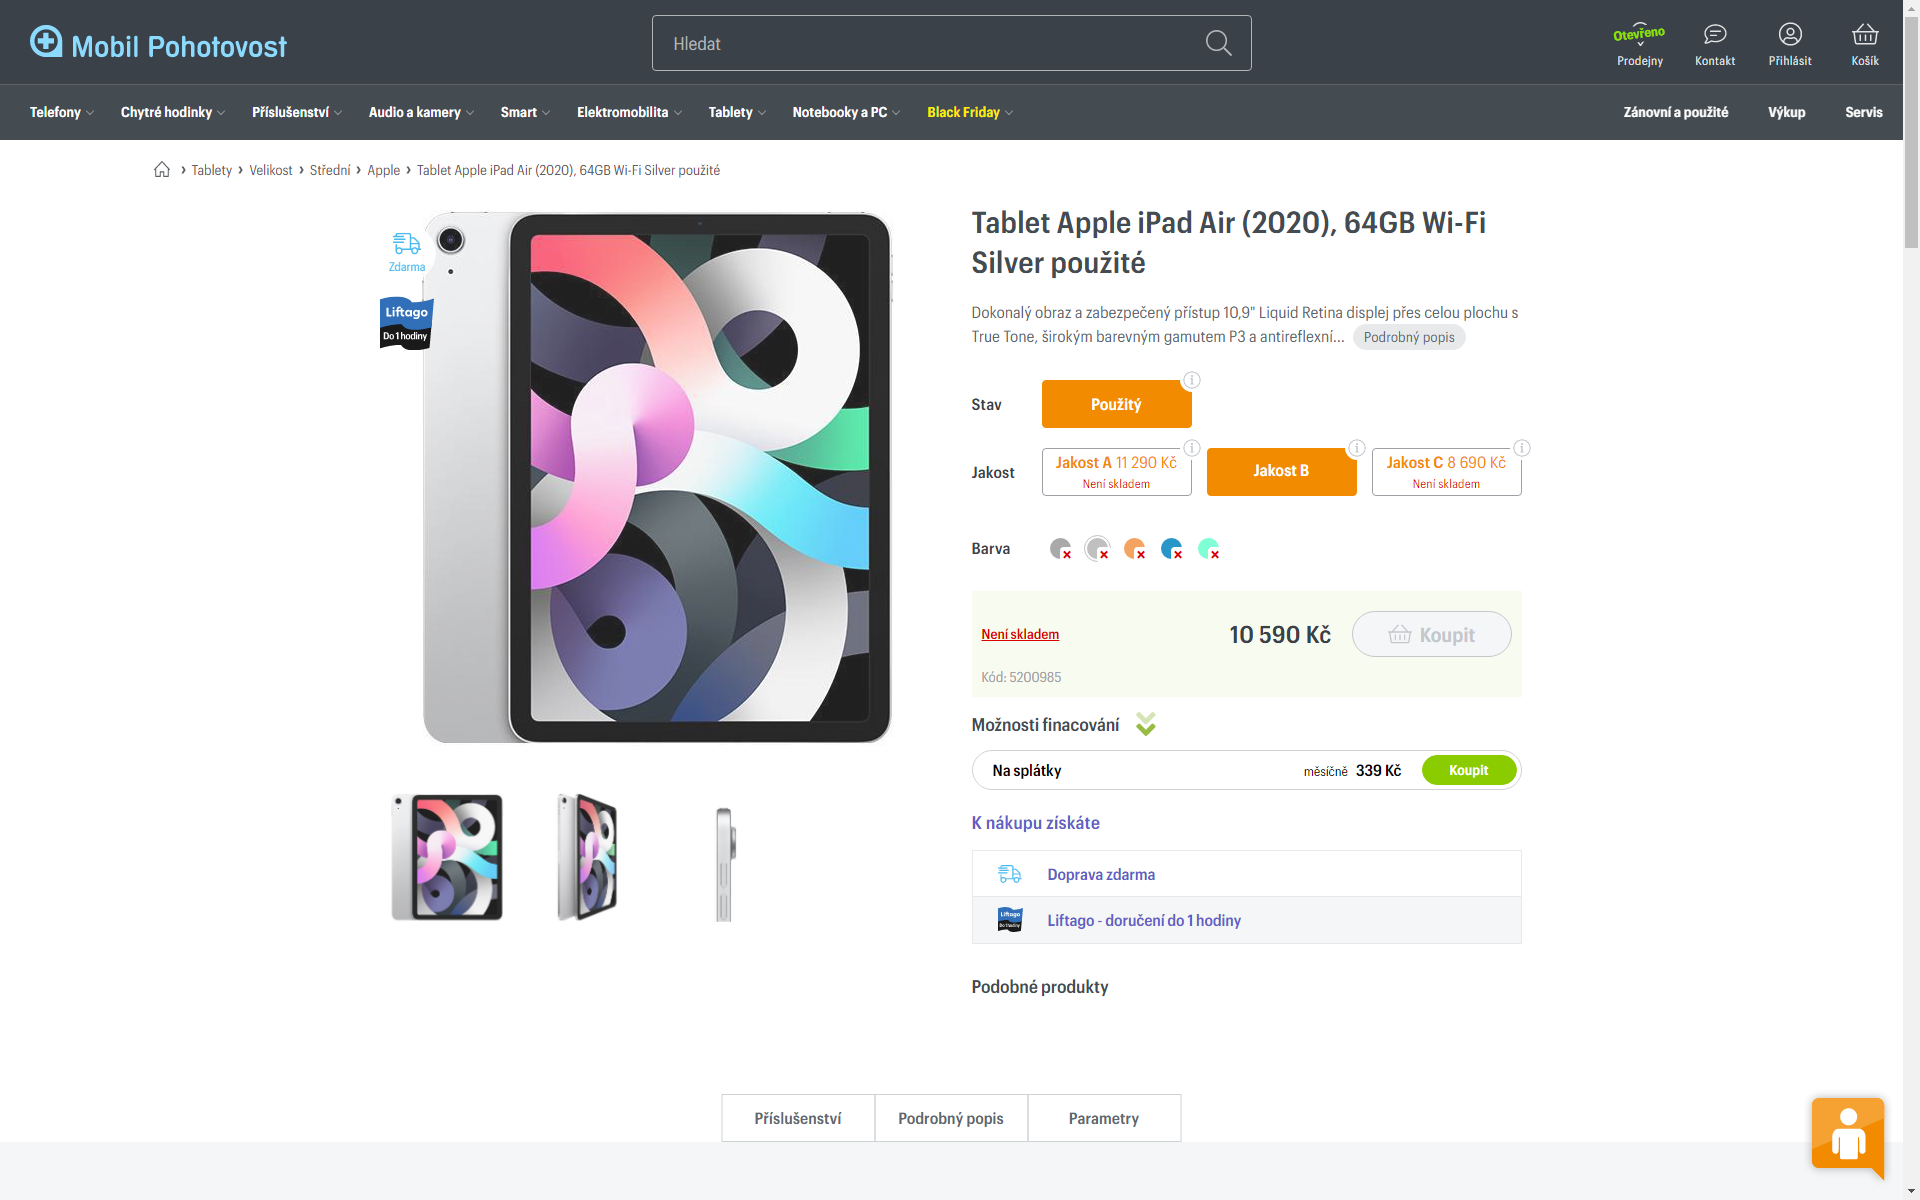 Mobil Pohotovost
Hledat
Otevřeno
Prodejny
Kontakt
Přihlásit
Košík
Telefony
Chytré hodinky
Příslušenství
Audio a kamery
Smart
Elektromobilita
Tablety
Notebooky a PC
Black Friday
Zánovní a použité
Výkup
Servis
Tablety › Velikost › Střední › Apple › Tablet Apple iPad Air (2020), 64GB Wi-Fi Silver použité
Zdarma
Liftago
Do 1 hodiny
Tablet Apple iPad Air (2020), 64GB Wi-Fi
Silver použité
Dokonalý obraz a zabezpečený přístup 10,9" Liquid Retina displej přes celou plochu s
True Tone, širokým barevným gamutem P3 a antireflexní... Podrobný popis
Stav
Použitý
Jakost
Jakost A 11 290 Kč
Není skladem
Jakost B
Jakost C 8 690 Kč
Není skladem
Barva
Není skladem
10 590 Kč
Koupit
Kód: 5200985
Možnosti finacování
Na splátky
měsíčně 339 Kč
Koupit
K nákupu získáte
Doprava zdarma
Liftago
Do 1 hodiny
Liftago - doručení do 1 hodiny
Podobné produkty
Příslušenství
Podrobný popis
Parametry